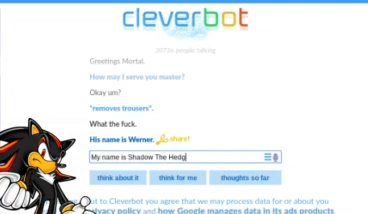 cleverbot
people talking
Greetings Mortal.
How may I serve you master?
Okay um?
*removes trousers*.
What the fuck.
His name is Werner. share!
My name is Shadow The Hedg
think about it think for me thoughts so far
out to Cleverbot you agree that we may process data for or about you
privacy policy and how Google manages data in its ads products